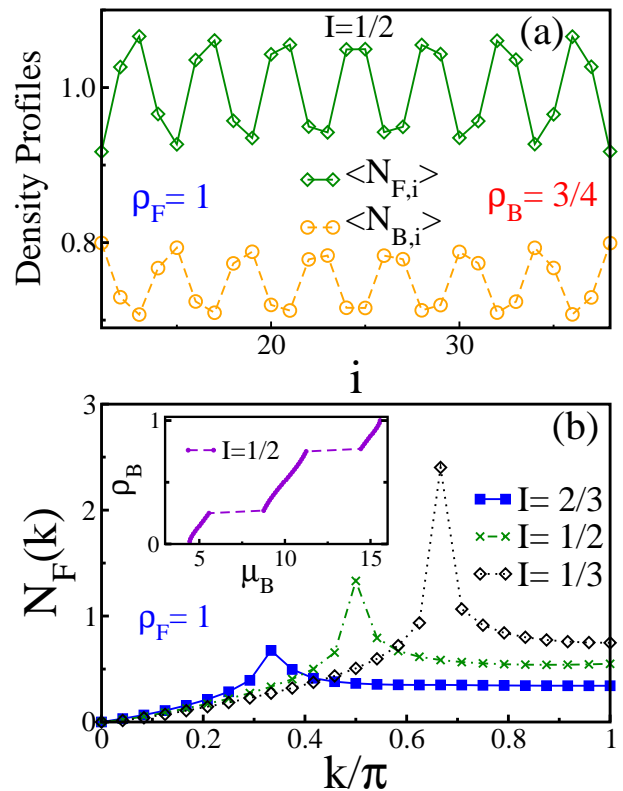 I=1/2
(a)
Density Profiles
1.0
0.8
ρ_F= 1
<N_F,i>
<N_B,i>
ρ_B= 3/4
20
30
i
(b)
N_F(k)
3
2
1
0
ρ_B
1
0
I=1/2
5
10
15
μ_B
I= 2/3
I= 1/2
I= 1/3
ρ_F= 1
0
0.2
0.4
0.6
0.8
1
k/π